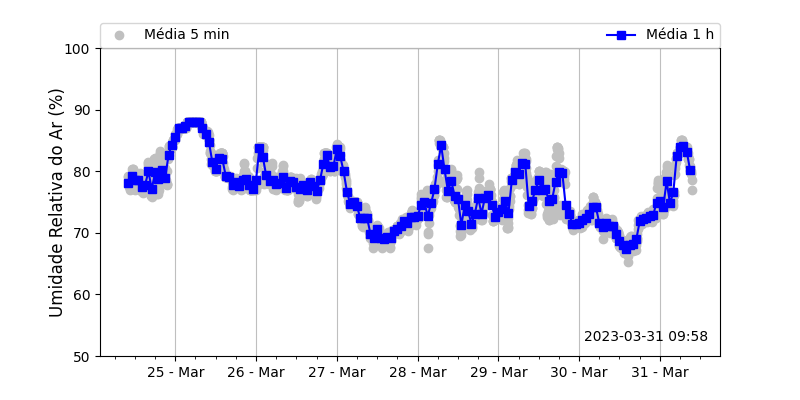 Média 5 min
Média 1 h
100
90
80
70
60
50
Umidade Relativa do Ar (%)
2023-03-31 09:58
25 - Mar
26 - Mar
27 - Mar
28 - Mar
29 - Mar
30 - Mar
31 - Mar